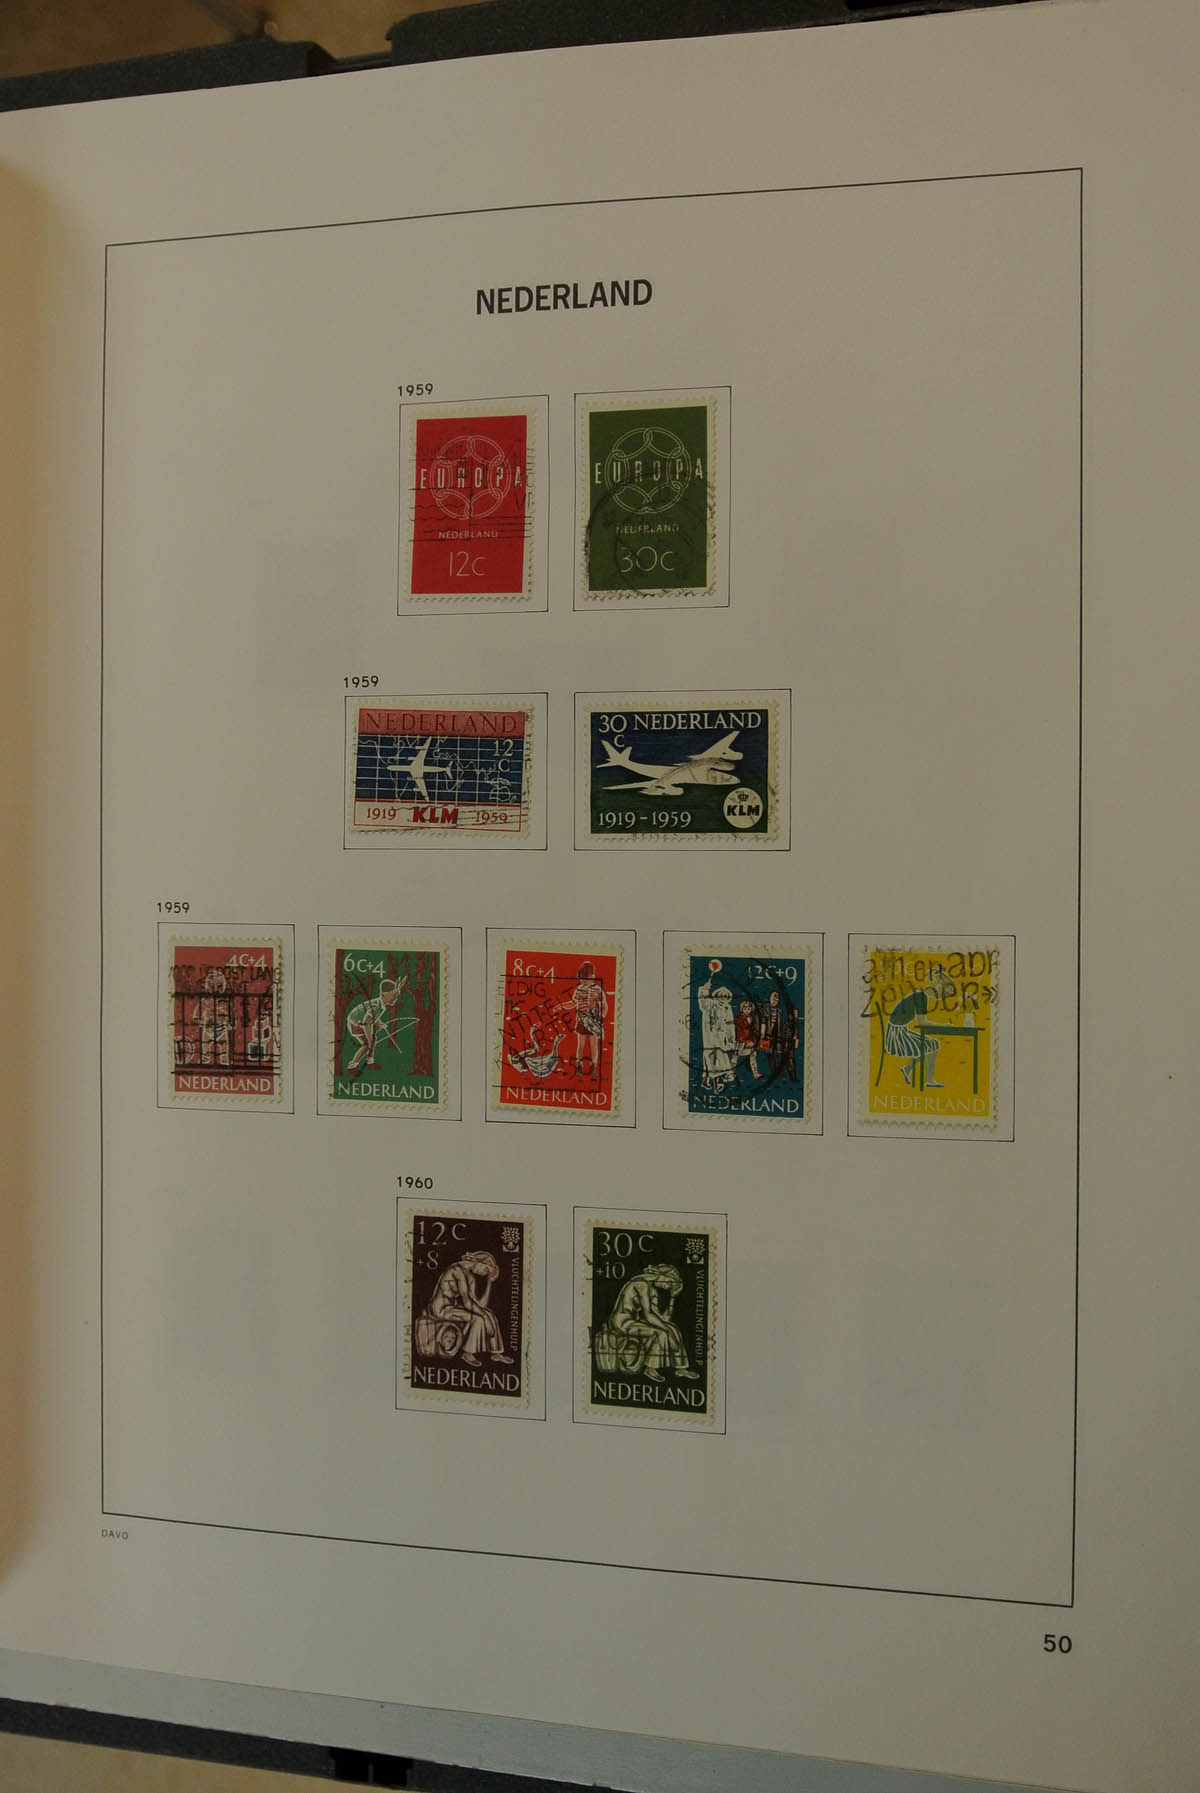 NEDERLAND
1959
EUROPA
NEDERLAND
12C
EUROPA
NEDERLAND
30C
1959
NEDERLAND
12
C
1919 KLM 1959
30 NEDERLAND
C
KLM
1919-1959
1959
4C+4
NEDERLAND
6C+4
NEDERLAND
8C+4
NEDERLAND
12C+9
NEDERLAND
NEDERLAND
1960
12C
+8
VLUCHTELINGENHULP
NEDERLAND
30C
+10
VLUCHTELINGENHULP
NEDERLAND
DAVO
50